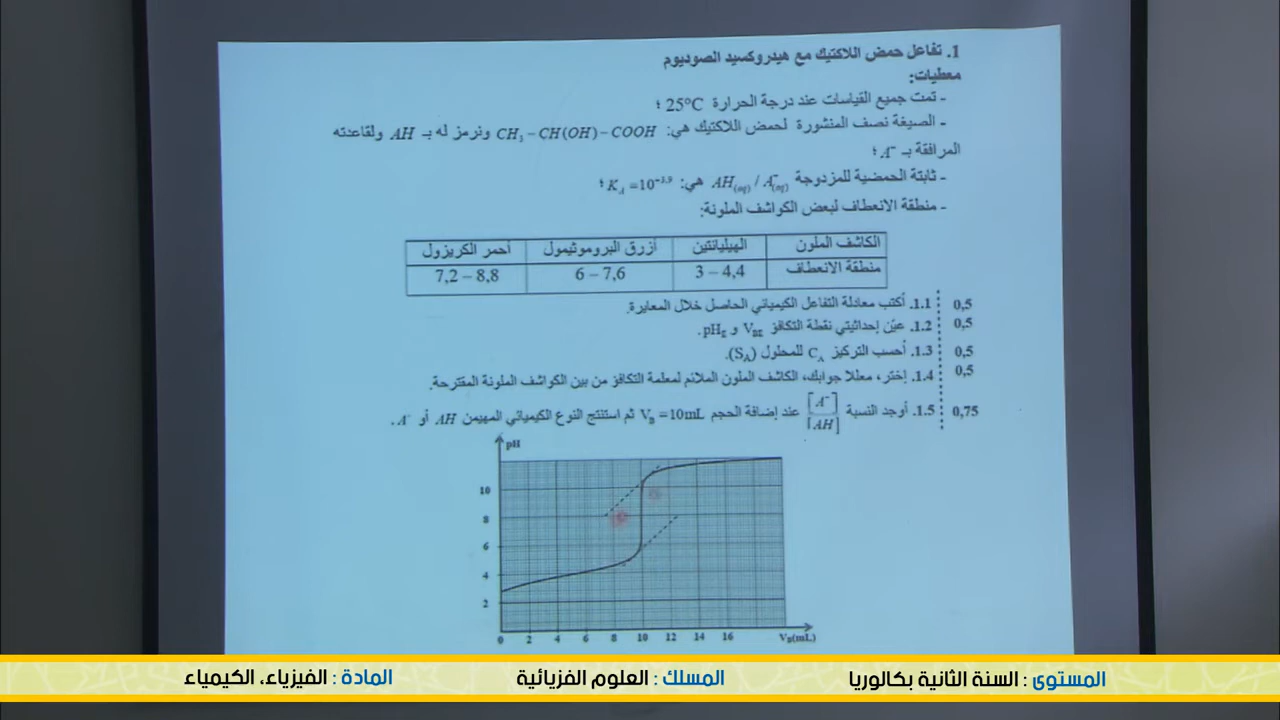 1. تفاعل حمض اللاكتيك مع هيدروكسيد الصوديوم
معطيات:
- تمت جميع القياسات عند درجة الحرارة 25°C ؛
- الصيغة نصف المنشورة لحمض اللاكتيك هي: CH₃ – CH(OH) – COOH ونرمز له بـ AH ولقاعدته
المرافقة بـ A⁻ ؛
- ثابتة الحمضية للمزدوجة AH(aq) / A⁻(aq) هي: K_A = 10⁻³·⁹ ؛
- منطقة الانعطاف لبعض الكواشف الملونة:
الكاشف الملون الهيليانتين أزرق البروموثيمول أحمر الكريزول
منطقة الانعطاف 3 – 4,4 6 – 7,6 7,2 – 8,8
0,5 1.1. أكتب معادلة التفاعل الكيميائي الحاصل خلال المعايرة.
0,5 1.2. عيّن إحداثيتي نقطة التكافؤ V_BE و pH_E.
0,5 1.3. أحسب التركيز C_A للمحلول (S_A).
0,5 1.4. إختر، معللا جوابك، الكاشف الملون الملائم لمعلمة التكافؤ من بين الكواشف الملونة المقترحة.
0,75 1.5. أوجد النسبة [A⁻]/[AH] عند إضافة الحجم V_B = 10mL ثم استنتج النوع الكيميائي المهيمن AH أو A⁻.
pH
10
8
6
4
2
0 2 4 6 8 10 12 14 16 V_B(mL)
المستوى : السنة الثانية بكالوريا المسلك : العلوم الفزيائية المادة : الفيزياء، الكيمياء